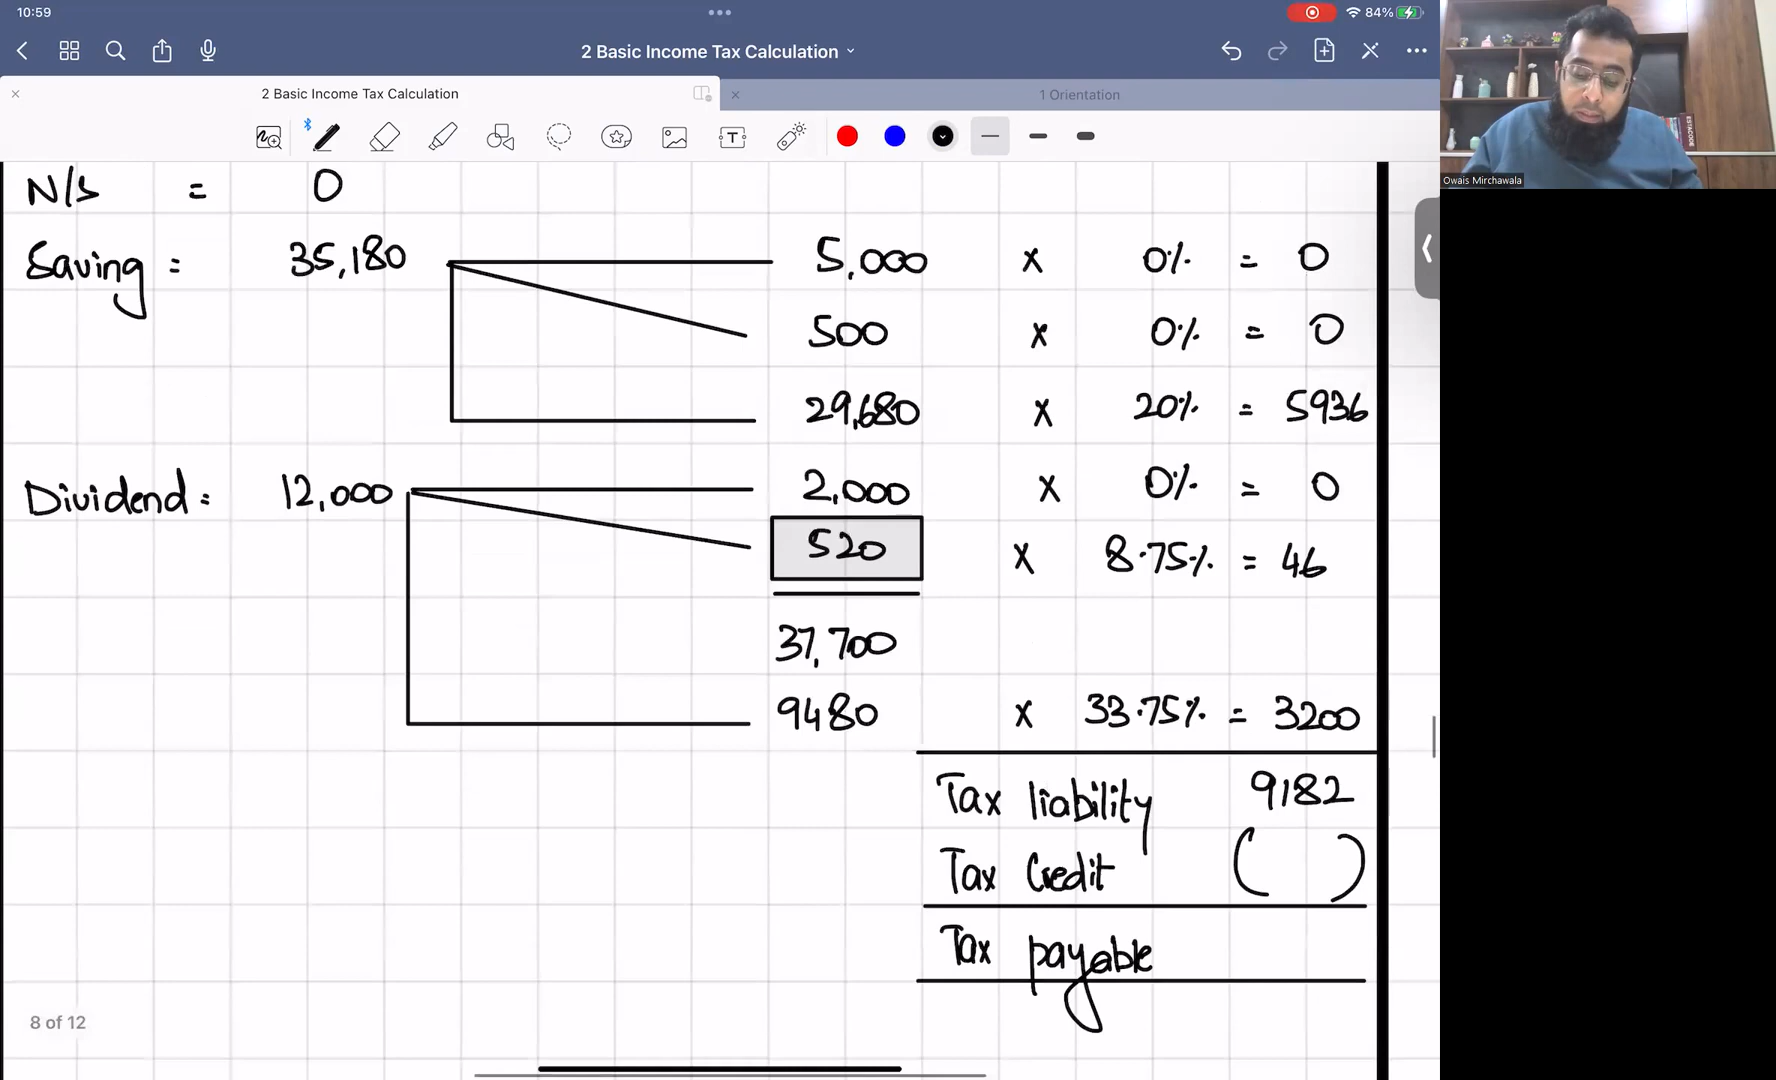 10:59
84%
2 Basic Income Tax Calculation
2 Basic Income Tax Calculation
1 Orientation
N/s = 0
Saving = 35,180 5,000 x 0% = 0
500 x 0% = 0
29,680 x 20% = 5936
Dividend = 12,000 2,000 x 0% = 0
520 x 8.75% = 46
37,700
9480 x 33.75% = 3200
Tax liability 9182
Tax Credit ( )
Tax payable
8 of 12
Owais Mirchawala
ESTACODE